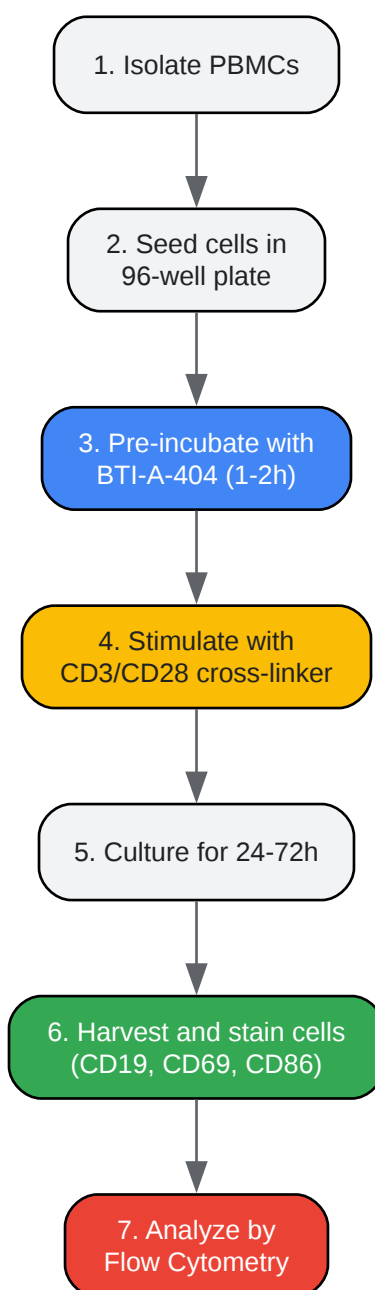 1. Isolate PBMCs
2. Seed cells in
96-well plate
3. Pre-incubate with
BTI-A-404 (1-2h)
4. Stimulate with
CD3/CD28 cross-linker
5. Culture for 24-72h
6. Harvest and stain cells
(CD19, CD69, CD86)
7. Analyze by
Flow Cytometry